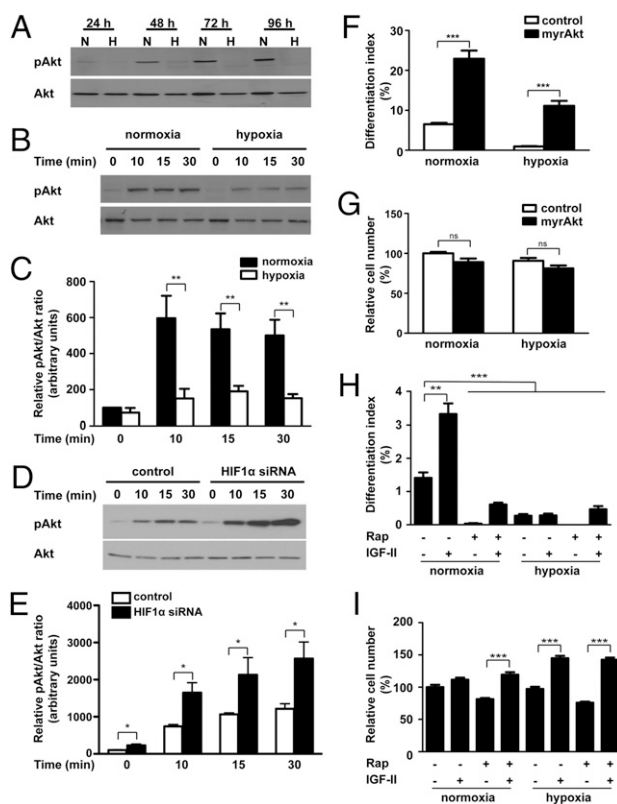 A
24 h 48 h 72 h 96 h
N H N H N H N H
pAkt
Akt
B
normoxia hypoxia
Time (min) 0 10 15 30 0 10 15 30
pAkt
Akt
C
normoxia
hypoxia
Relative pAkt/Akt ratio
(arbitrary units)
800
600
400
200
0
** ** **
Time (min) 0 10 15 30
D
control HIF1α siRNA
Time (min) 0 10 15 30 0 10 15 30
pAkt
Akt
E
control
HIF1α siRNA
Relative pAkt/Akt ratio
(arbitrary units)
4000
3000
2000
1000
0
* * * *
Time (min) 0 10 15 30
F
control
myrAkt
Differentiation index
(%)
30
20
10
0
*** ***
normoxia hypoxia
G
control
myrAkt
Relative cell number
(%)
150
100
50
0
ns ns
normoxia hypoxia
H
Differentiation index
(%)
4
3
2
1
0
***
**
Rap - - + + - - + +
IGF-II - + - + - + - +
normoxia hypoxia
I
Relative cell number
(%)
200
150
100
50
0
*** *** ***
Rap - - + + - - + +
IGF-II - + - + - + - +
normoxia hypoxia